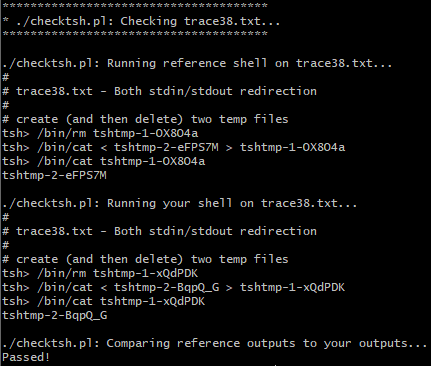 **************************************
* ./checktsh.pl: Checking trace38.txt...
**************************************
./checktsh.pl: Running reference shell on trace38.txt...
#
# trace38.txt - Both stdin/stdout redirection
#
# create (and then delete) two temp files
tsh> /bin/rm tshtmp-1-OX8O4a
tsh> /bin/cat < tshtmp-2-eFPS7M > tshtmp-1-OX8O4a
tsh> /bin/cat tshtmp-1-OX8O4a
tshtmp-2-eFPS7M
./checktsh.pl: Running your shell on trace38.txt...
#
# trace38.txt - Both stdin/stdout redirection
#
# create (and then delete) two temp files
tsh> /bin/rm tshtmp-1-xQdPDK
tsh> /bin/cat < tshtmp-2-BqpQ_G > tshtmp-1-xQdPDK
tsh> /bin/cat tshtmp-1-xQdPDK
tshtmp-2-BqpQ_G
./checktsh.pl: Comparing reference outputs to your outputs...
Passed!